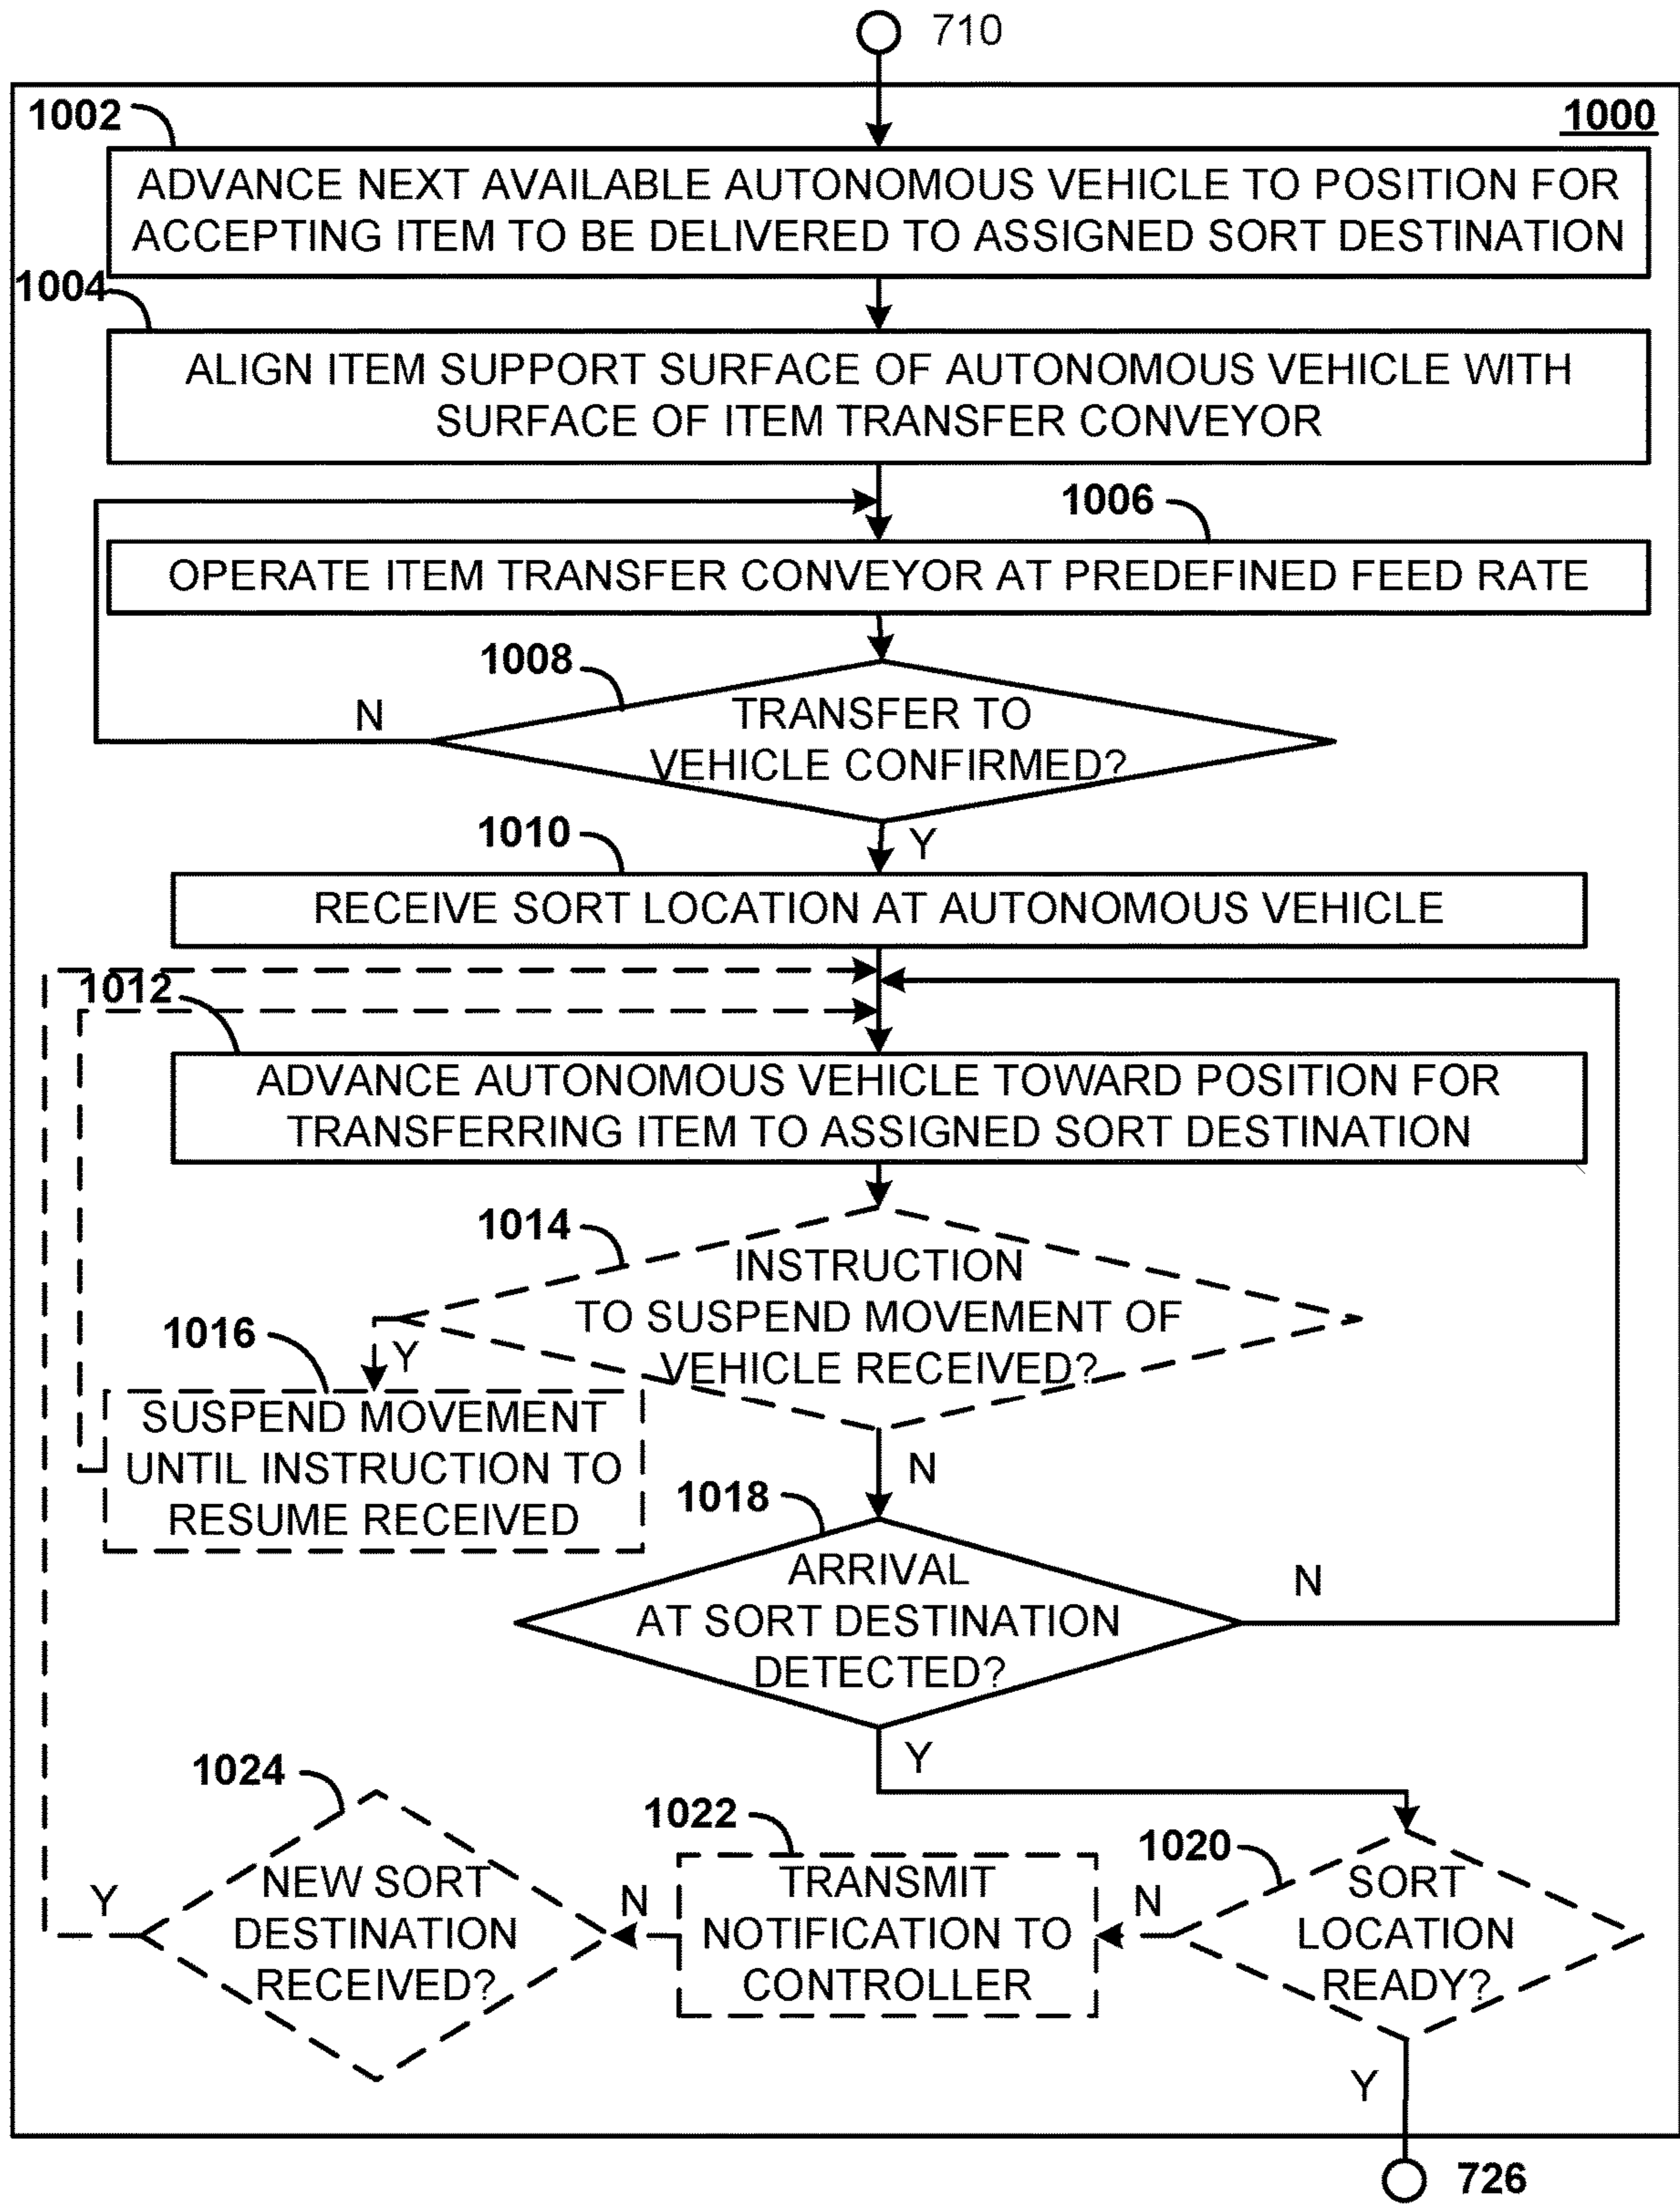 710
1000
1002
ADVANCE NEXT AVAILABLE AUTONOMOUS VEHICLE TO POSITION FOR
ACCEPTING ITEM TO BE DELIVERED TO ASSIGNED SORT DESTINATION
1004
ALIGN ITEM SUPPORT SURFACE OF AUTONOMOUS VEHICLE WITH
SURFACE OF ITEM TRANSFER CONVEYOR
1006
OPERATE ITEM TRANSFER CONVEYOR AT PREDEFINED FEED RATE
1008
TRANSFER TO
VEHICLE CONFIRMED?
N
Y
1010
RECEIVE SORT LOCATION AT AUTONOMOUS VEHICLE
1012
ADVANCE AUTONOMOUS VEHICLE TOWARD POSITION FOR
TRANSFERRING ITEM TO ASSIGNED SORT DESTINATION
1014
INSTRUCTION
TO SUSPEND MOVEMENT OF
VEHICLE RECEIVED?
Y
1016
SUSPEND MOVEMENT
UNTIL INSTRUCTION TO
RESUME RECEIVED
N
1018
ARRIVAL
AT SORT DESTINATION
DETECTED?
N
Y
1020
SORT
LOCATION
READY?
N
1022
TRANSMIT
NOTIFICATION TO
CONTROLLER
N
1024
NEW SORT
DESTINATION
RECEIVED?
Y
Y
726